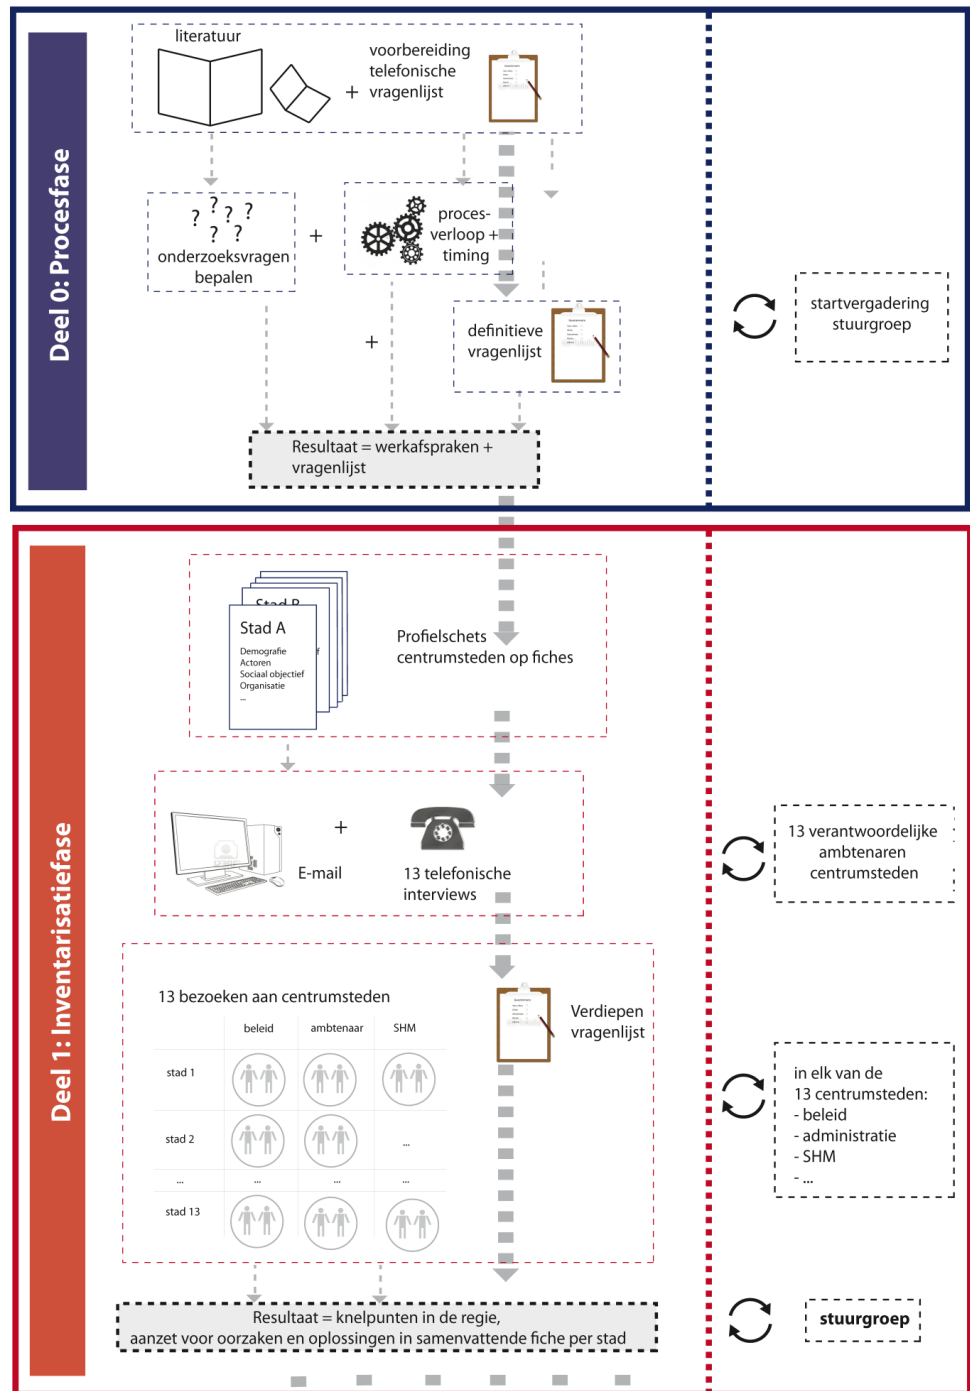 Deel 0: Procesfase
literatuur
voorbereiding
telefonische
vragenlijst
+
? ? ? ? ? ? ?
onderzoeksvragen
bepalen
+
proces-
verloop +
timing
+
definitieve
vragenlijst
startvergadering
stuurgroep
Resultaat = werkafspraken +
vragenlijst
Deel 1: Inventarisatiefase
Stad B
Stad A
Demografie
Actoren
Sociaal objectief
Organisatie
...
Profielschets
centrumsteden op fiches
+
E-mail
13 telefonische
interviews
13 verantwoordelijke
ambtenaren
centrumsteden
13 bezoeken aan centrumsteden
beleid ambtenaar SHM
stad 1
stad 2 ...
... ... ... ...
stad 13
Verdiepen
vragenlijst
in elk van de
13 centrumsteden:
- beleid
- administratie
- SHM
- ...
Resultaat = knelpunten in de regie,
aanzet voor oorzaken en oplossingen in samenvattende fiche per stad
stuurgroep